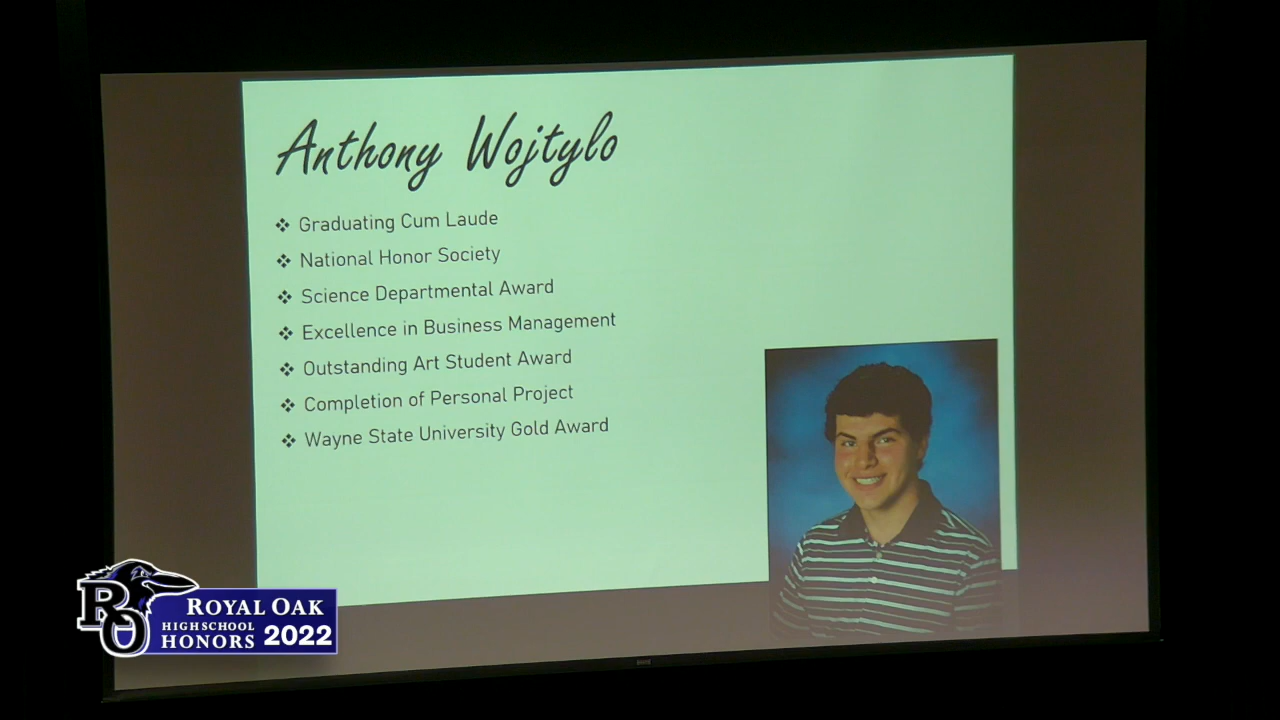 Anthony Wojtylo
❖ Graduating Cum Laude
❖ National Honor Society
❖ Science Departmental Award
❖ Excellence in Business Management
❖ Outstanding Art Student Award
❖ Completion of Personal Project
❖ Wayne State University Gold Award
RO
ROYAL OAK
HIGH SCHOOL
HONORS 2022